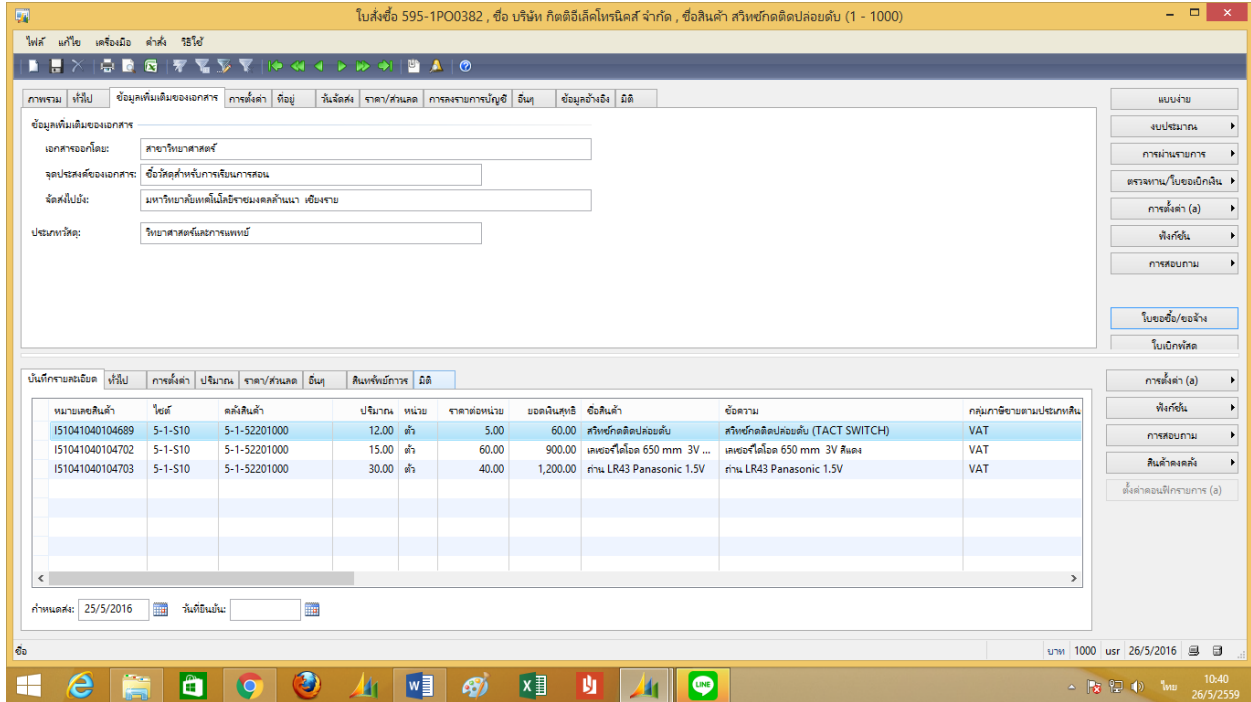 ใบสั่งซื้อ 595-1PO0382 , ชื่อ บริษัท กิตติอีเล็คโทรนิคส์ จำกัด , ชื่อสินค้า สวิทซ์กดติดปล่อยดับ (1 - 1000)
ไฟล์ แก้ไข เครื่องมือ คำสั่ง วิธีใช้
ภาพรวม ทั่วไป ข้อมูลเพิ่มเติมของเอกสาร การตั้งค่า ที่อยู่ วันจัดส่ง ราคา/ส่วนลด การลงรายการบัญชี อื่นๆ ข้อมูลอ้างอิง มิติ
แบบง่าย
ข้อมูลเพิ่มเติมของเอกสาร
งบประมาณ
เอกสารออกโดย: สาขาวิทยาศาสตร์
การผ่านรายการ
จุดประสงค์ของเอกสาร: ซื้อวัสดุสำหรับการเรียนการสอน
ตรวจทาน/ใบขอเบิกเงิน
จัดส่งไปยัง: มหาวิทยาลัยเทคโนโลยีราชมงคลล้านนา เชียงราย
การตั้งค่า (a)
ประเภทวัสดุ: วิทยาศาสตร์และการแพทย์
ฟังก์ชั่น
การสอบถาม
ใบขอซื้อ/ขอจ้าง
ใบเบิกพัสดุ
บันทึกรายละเอียด ทั่วไป การตั้งค่า ปริมาณ ราคา/ส่วนลด อื่นๆ สินทรัพย์ถาวร มิติ
การตั้งค่า (a)
หมายเลขสินค้า ไซต์ คลังสินค้า ปริมาณ หน่วย ราคาต่อหน่วย ยอดเงินสุทธิ ชื่อสินค้า ข้อความ กลุ่มภาษีขายตามประเภทสิน
ฟังก์ชั่น
I51041040104689 5-1-S10 5-1-52201000 12.00 ตัว 5.00 60.00 สวิทซ์กดติดปล่อยดับ สวิทซ์กดติดปล่อยดับ (TACT SWITCH) VAT
การสอบถาม
I51041040104702 5-1-S10 5-1-52201000 15.00 ตัว 60.00 900.00 เลเซอร์ไดโอด 650 mm 3V ... เลเซอร์ไดโอด 650 mm 3V สีแดง VAT
สินค้าคงคลัง
I51041040104703 5-1-S10 5-1-52201000 30.00 ตัว 40.00 1,200.00 ถ่าน LR43 Panasonic 1.5V ถ่าน LR43 Panasonic 1.5V VAT
ตั้งค่าคอนฟิกรายการ (a)
กำหนดส่ง: 25/5/2016 วันที่ยืนยัน:
ชื่อ บาท 1000 usr 26/5/2016
LINE
ไทย 10:40
26/5/2559